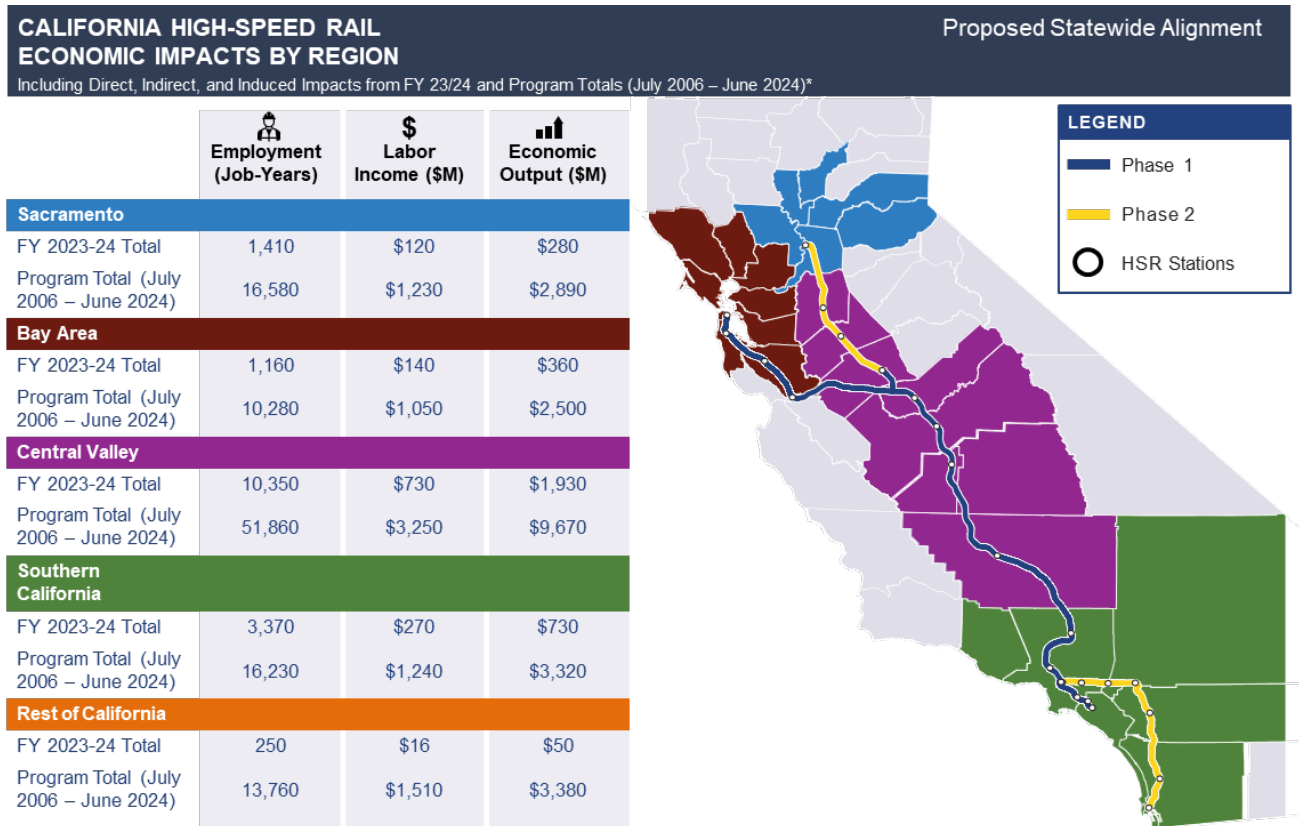 CALIFORNIA HIGH-SPEED RAIL
ECONOMIC IMPACTS BY REGION
Including Direct, Indirect, and Induced Impacts from FY 23/24 and Program Totals (July 2006 – June 2024)*
Proposed Statewide Alignment
Employment
(Job-Years)
$
Labor
Income ($M)
Economic
Output ($M)
Sacramento
FY 2023-24 Total 1,410 $120 $280
Program Total (July
2006 – June 2024) 16,580 $1,230 $2,890
Bay Area
FY 2023-24 Total 1,160 $140 $360
Program Total (July
2006 – June 2024) 10,280 $1,050 $2,500
Central Valley
FY 2023-24 Total 10,350 $730 $1,930
Program Total (July
2006 – June 2024) 51,860 $3,250 $9,670
Southern
California
FY 2023-24 Total 3,370 $270 $730
Program Total (July
2006 – June 2024) 16,230 $1,240 $3,320
Rest of California
FY 2023-24 Total 250 $16 $50
Program Total (July
2006 – June 2024) 13,760 $1,510 $3,380
LEGEND
Phase 1
Phase 2
HSR Stations